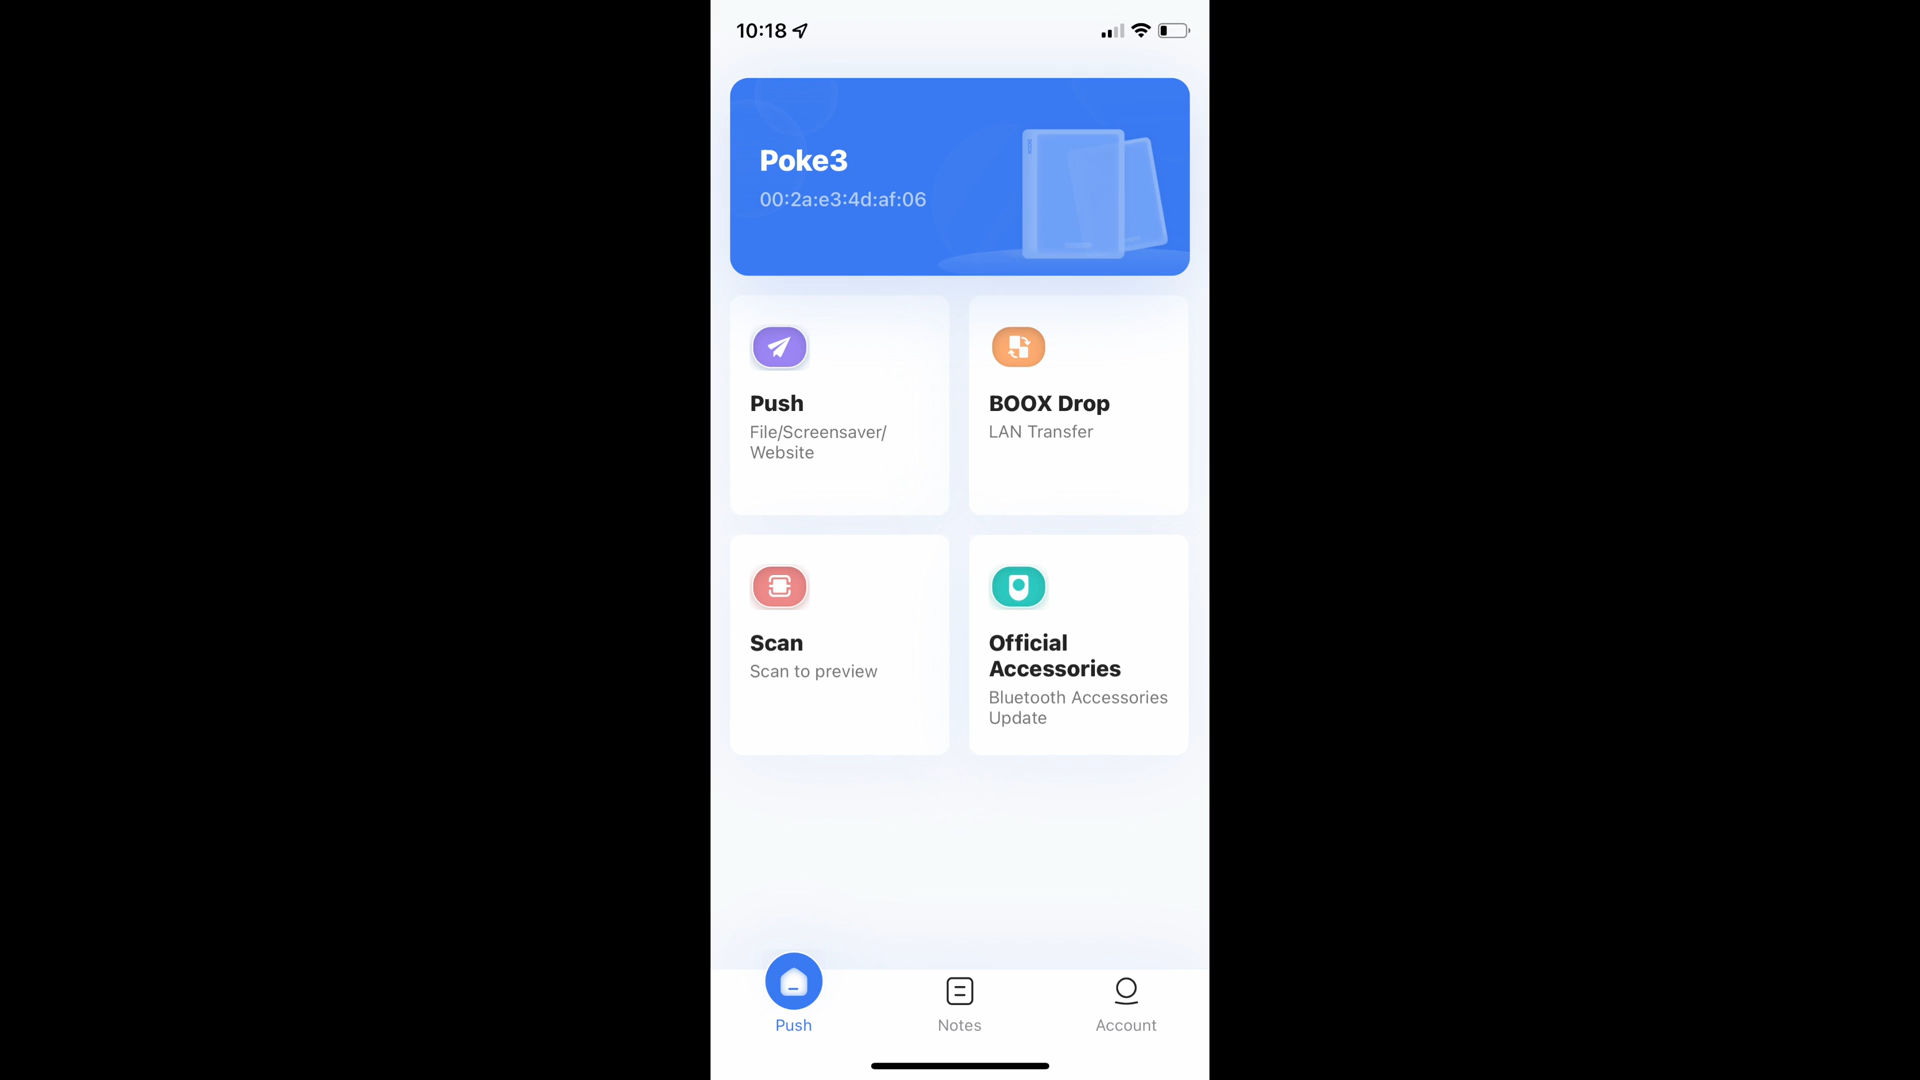 10:18
Poke3
00:2a:e3:4d:af:06
Push
File/Screensaver/
Website
BOOX Drop
LAN Transfer
Scan
Scan to preview
Official
Accessories
Bluetooth Accessories
Update
Push
Notes
Account